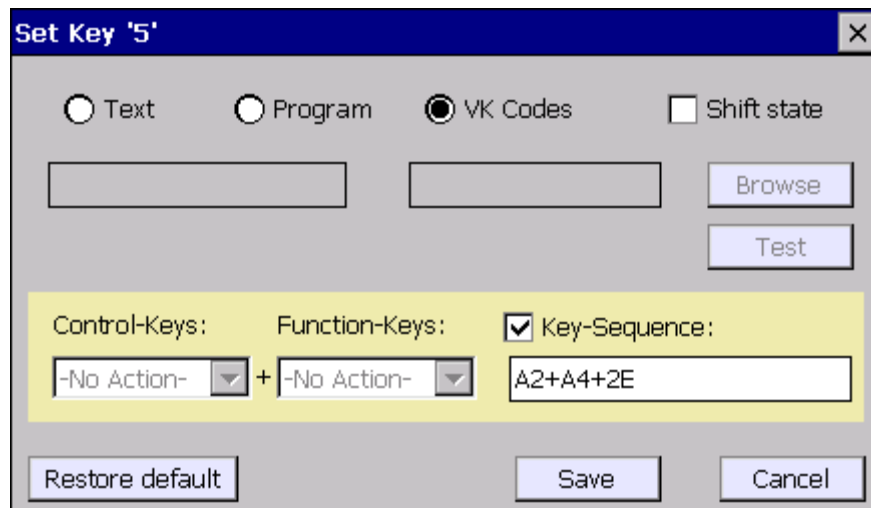 Set Key '5'
Text Program VK Codes Shift state
Browse
Test
Control-Keys: Function-Keys: Key-Sequence:
-No Action- + -No Action- A2+A4+2E
Restore default Save Cancel